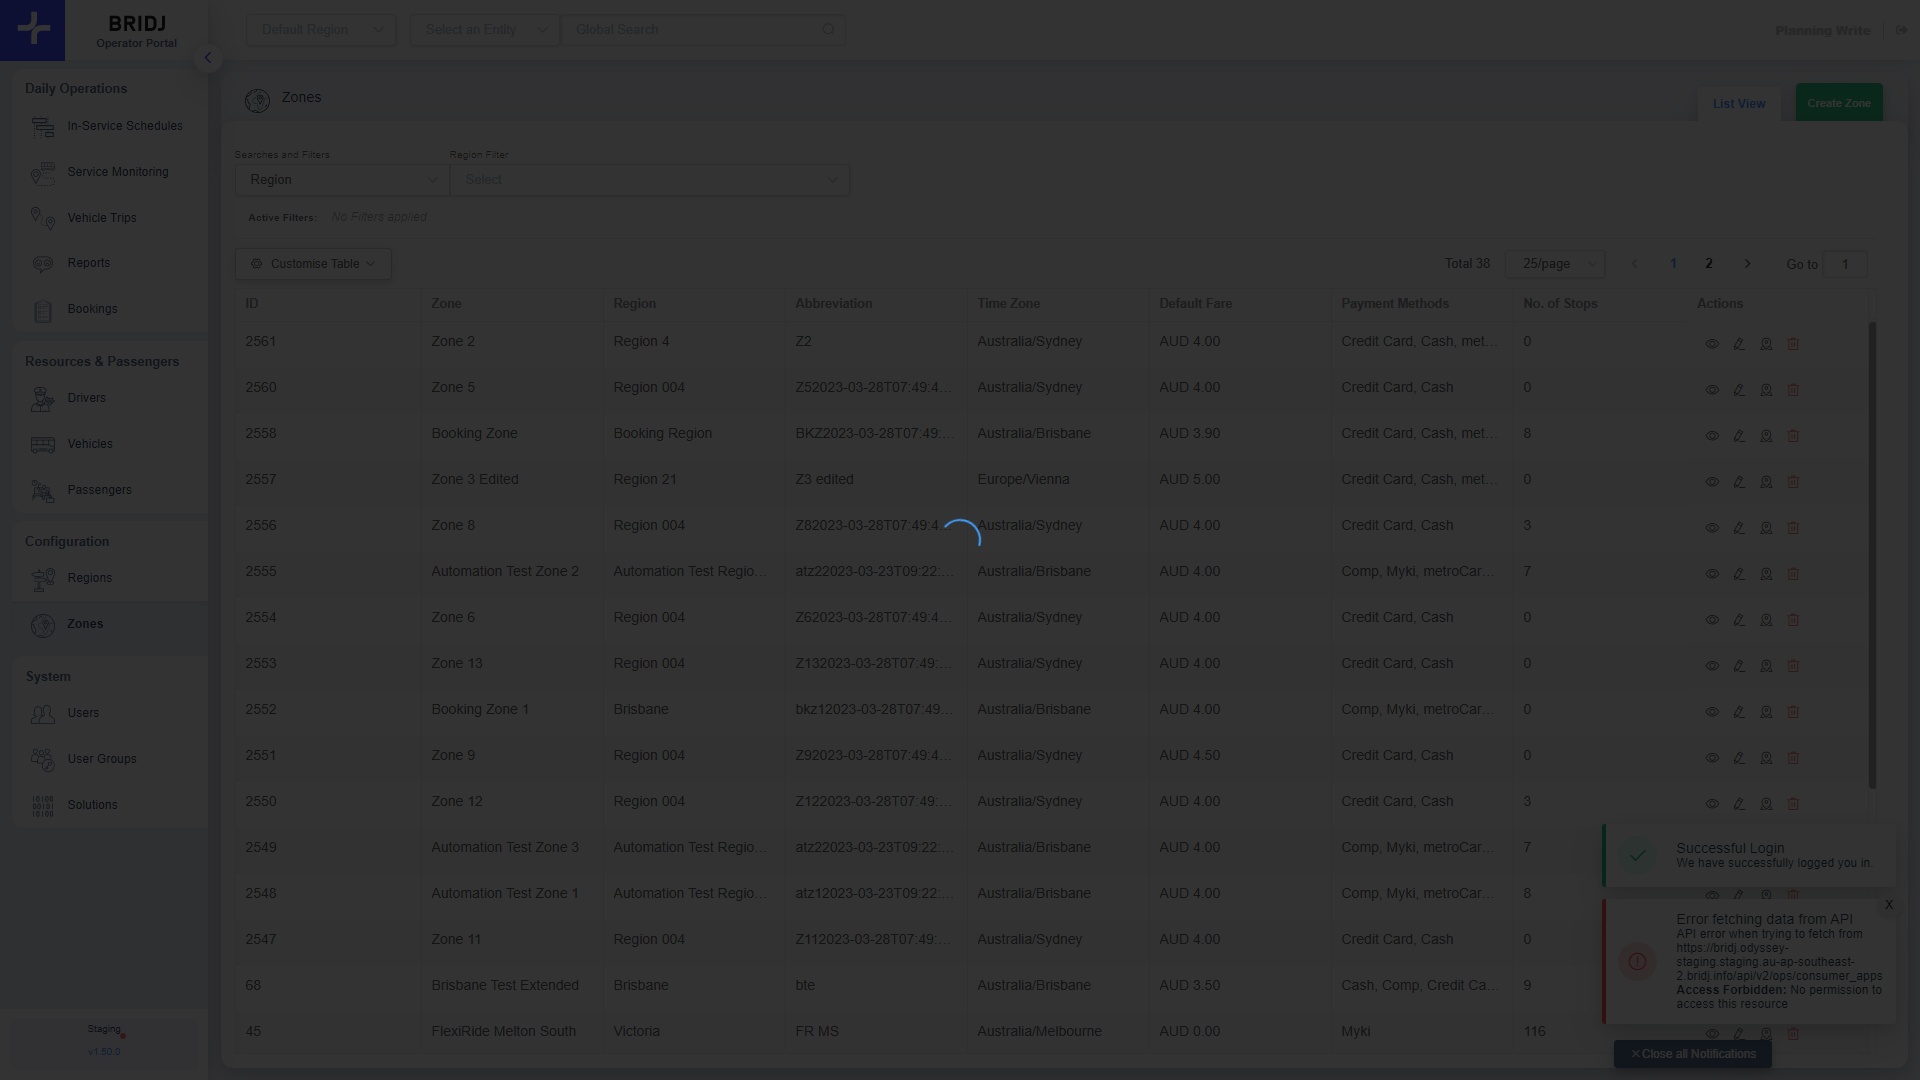 BRIDJ
Operator Portal
Default Region
Select an Entity
Global Search
Planning Write
Daily Operations
In-Service Schedules
Service Monitoring
Vehicle Trips
Reports
Bookings
Resources & Passengers
Drivers
Vehicles
Passengers
Configuration
Regions
Zones
System
Users
User Groups
Solutions
Staging
v1.50.0
Zones
List View
Create Zone
Searches and Filters
Region Filter
Region
Select
Active Filters: No Filters applied
Customise Table
Total 38 25/page 1 2 Go to 1
ID Zone Region Abbreviation Time Zone Default Fare Payment Methods No. of Stops Actions
2561 Zone 2 Region 4 Z2 Australia/Sydney AUD 4.00 Credit Card, Cash, met... 0
2560 Zone 5 Region 004 Z52023-03-28T07:49:4... Australia/Sydney AUD 4.00 Credit Card, Cash 0
2558 Booking Zone Booking Region BKZ2023-03-28T07:49:... Australia/Brisbane AUD 3.90 Credit Card, Cash, met... 8
2557 Zone 3 Edited Region 21 Z3 edited Europe/Vienna AUD 5.00 Credit Card, Cash, met... 0
2556 Zone 8 Region 004 Z82023-03-28T07:49:4... Australia/Sydney AUD 4.00 Credit Card, Cash 3
2555 Automation Test Zone 2 Automation Test Regio... atz22023-03-23T09:22:... Australia/Brisbane AUD 4.00 Comp, Myki, metroCar... 7
2554 Zone 6 Region 004 Z62023-03-28T07:49:4... Australia/Sydney AUD 4.00 Credit Card, Cash 0
2553 Zone 13 Region 004 Z132023-03-28T07:49:... Australia/Sydney AUD 4.00 Credit Card, Cash 0
2552 Booking Zone 1 Brisbane bkz12023-03-28T07:49... Australia/Brisbane AUD 4.00 Comp, Myki, metroCar... 0
2551 Zone 9 Region 004 Z92023-03-28T07:49:4... Australia/Sydney AUD 4.50 Credit Card, Cash 0
2550 Zone 12 Region 004 Z122023-03-28T07:49:... Australia/Sydney AUD 4.00 Credit Card, Cash 3
2549 Automation Test Zone 3 Automation Test Regio... atz22023-03-23T09:22:... Australia/Brisbane AUD 4.00 Comp, Myki, metroCar... 7
2548 Automation Test Zone 1 Automation Test Regio... atz12023-03-23T09:22:... Australia/Brisbane AUD 4.00 Comp, Myki, metroCar... 8
2547 Zone 11 Region 004 Z112023-03-28T07:49:... Australia/Sydney AUD 4.00 Credit Card, Cash 0
68 Brisbane Test Extended Brisbane bte Australia/Brisbane AUD 3.50 Cash, Comp, Credit Ca... 9
45 FlexiRide Melton South Victoria FR MS Australia/Melbourne AUD 0.00 Myki 116
Successful Login
We have successfully logged you in.
X
Error fetching data from API
API error when trying to fetch from
https://bridj.odyssey-
staging.staging.au-ap-southeast-
2.bridj.info/api/v2/ops/consumer_apps
Access Forbidden: No permission to
access this resource
Close all Notifications